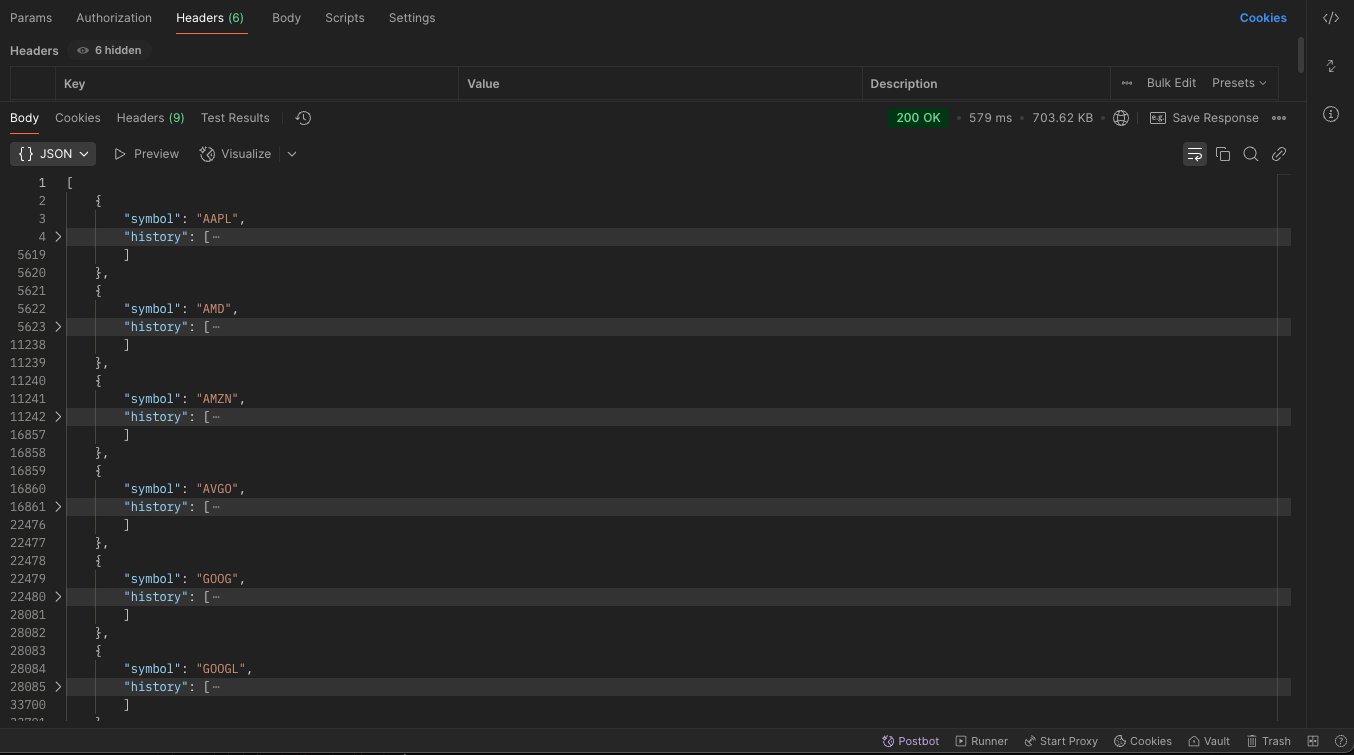 Params Authorization Headers (6) Body Scripts Settings Cookies
Headers 6 hidden
Key Value Description Bulk Edit Presets
Body Cookies Headers (9) Test Results 200 OK • 579 ms • 703.62 KB • Save Response
{} JSON Preview Visualize
1 [
2 {
3 "symbol": "AAPL",
4 "history": [⋯
5619 ]
5620 },
5621 {
5622 "symbol": "AMD",
5623 "history": [⋯
11238 ]
11239 },
11240 {
11241 "symbol": "AMZN",
11242 "history": [⋯
16857 ]
16858 },
16859 {
16860 "symbol": "AVGO",
16861 "history": [⋯
22476 ]
22477 },
22478 {
22479 "symbol": "GOOG",
22480 "history": [⋯
28081 ]
28082 },
28083 {
28084 "symbol": "GOOGL",
28085 "history": [⋯
33700 ]
Postbot Runner Start Proxy Cookies Vault Trash